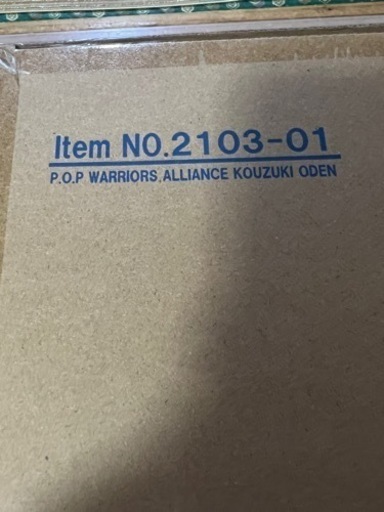 Item NO.2103-01
P.O.P WARRIORS ALLIANCE KOUZUKI ODEN